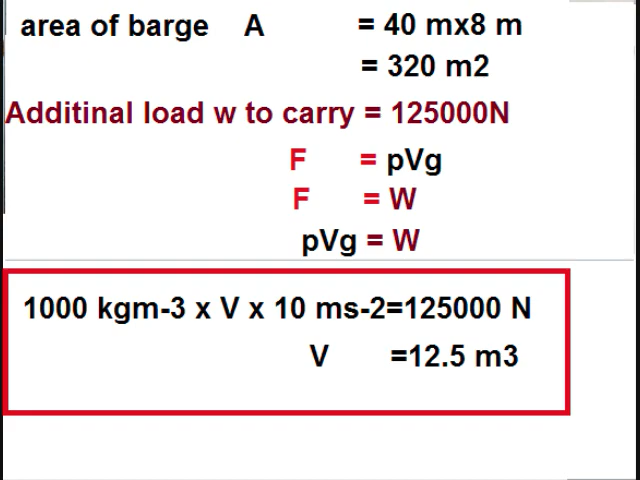 area of barge A = 40 mx8 m
= 320 m2
Additinal load w to carry = 125000N
F = pVg
F = W
pVg = W
1000 kgm-3 x V x 10 ms-2=125000 N
V =12.5 m3